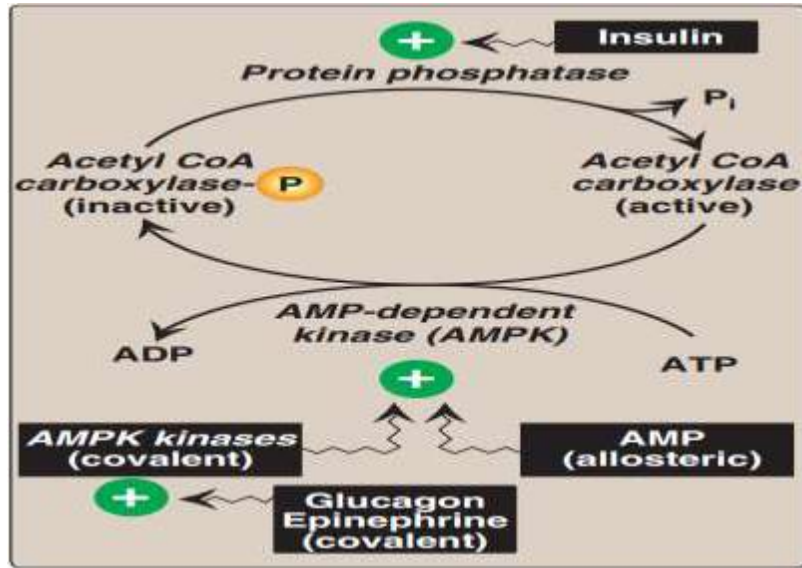 +
Insulin
Protein phosphatase
Pi
Acetyl CoA
carboxylase-P
(inactive)
Acetyl CoA
carboxylase
(active)
AMP-dependent
kinase (AMPK)
ADP
ATP
+
AMPK kinases
(covalent)
AMP
(allosteric)
+
Glucagon
Epinephrine
(covalent)